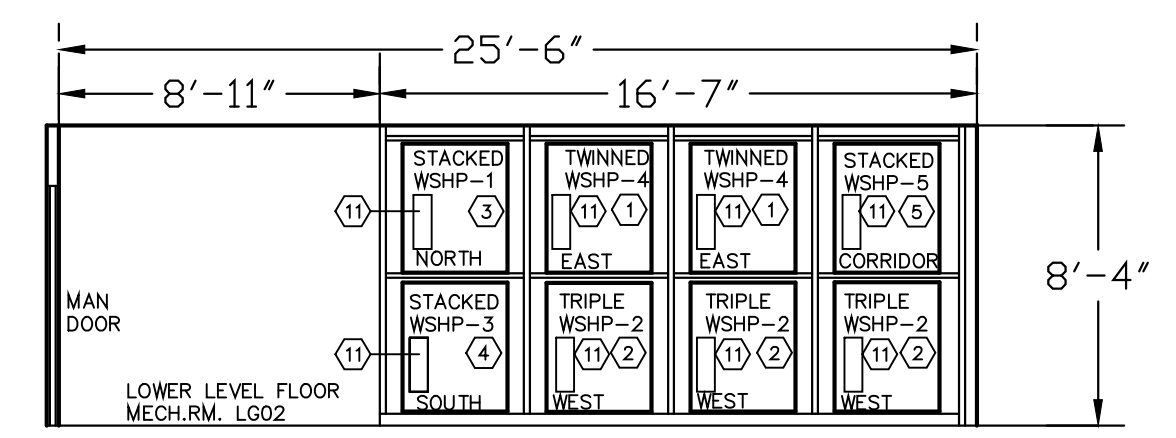 25'-6"
8'-11"
16'-7"
STACKED
WSHP-1
11
3
NORTH
TWINNED
WSHP-4
11
1
EAST
TWINNED
WSHP-4
11
1
EAST
STACKED
WSHP-5
11
5
CORRIDOR
8'-4"
MAN
DOOR
STACKED
WSHP-3
11
4
SOUTH
TRIPLE
WSHP-2
11
2
WEST
TRIPLE
WSHP-2
11
2
WEST
TRIPLE
WSHP-2
11
2
WEST
LOWER LEVEL FLOOR
MECH.RM. LG02